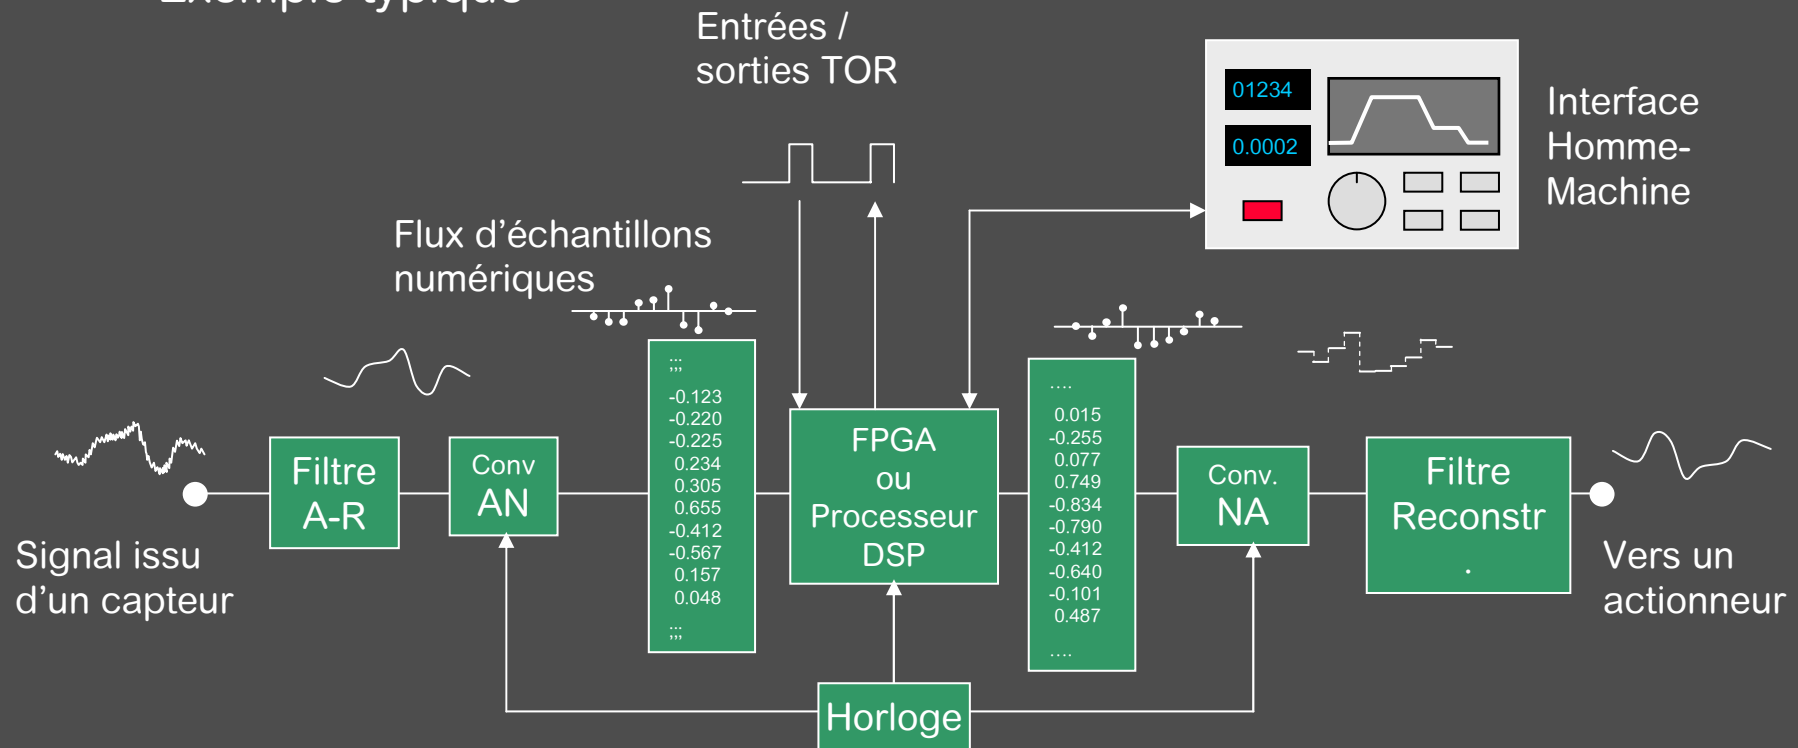 Exemple typique
Entrées /
sorties TOR
01234
0.0002
Interface
Homme-
Machine
Flux d'échantillons
numériques
;;;
-0.123
-0.220
-0.225
0.234
0.305
0.655
-0.412
-0.567
0.157
0.048
;;;
....
0.015
-0.255
0.077
0.749
-0.834
-0.790
-0.412
-0.640
-0.101
0.487
....
Signal issu
d'un capteur
Filtre
A-R
Conv
AN
FPGA
ou
Processeur
DSP
Conv.
NA
Filtre
Reconstr
.
Vers un
actionneur
Horloge